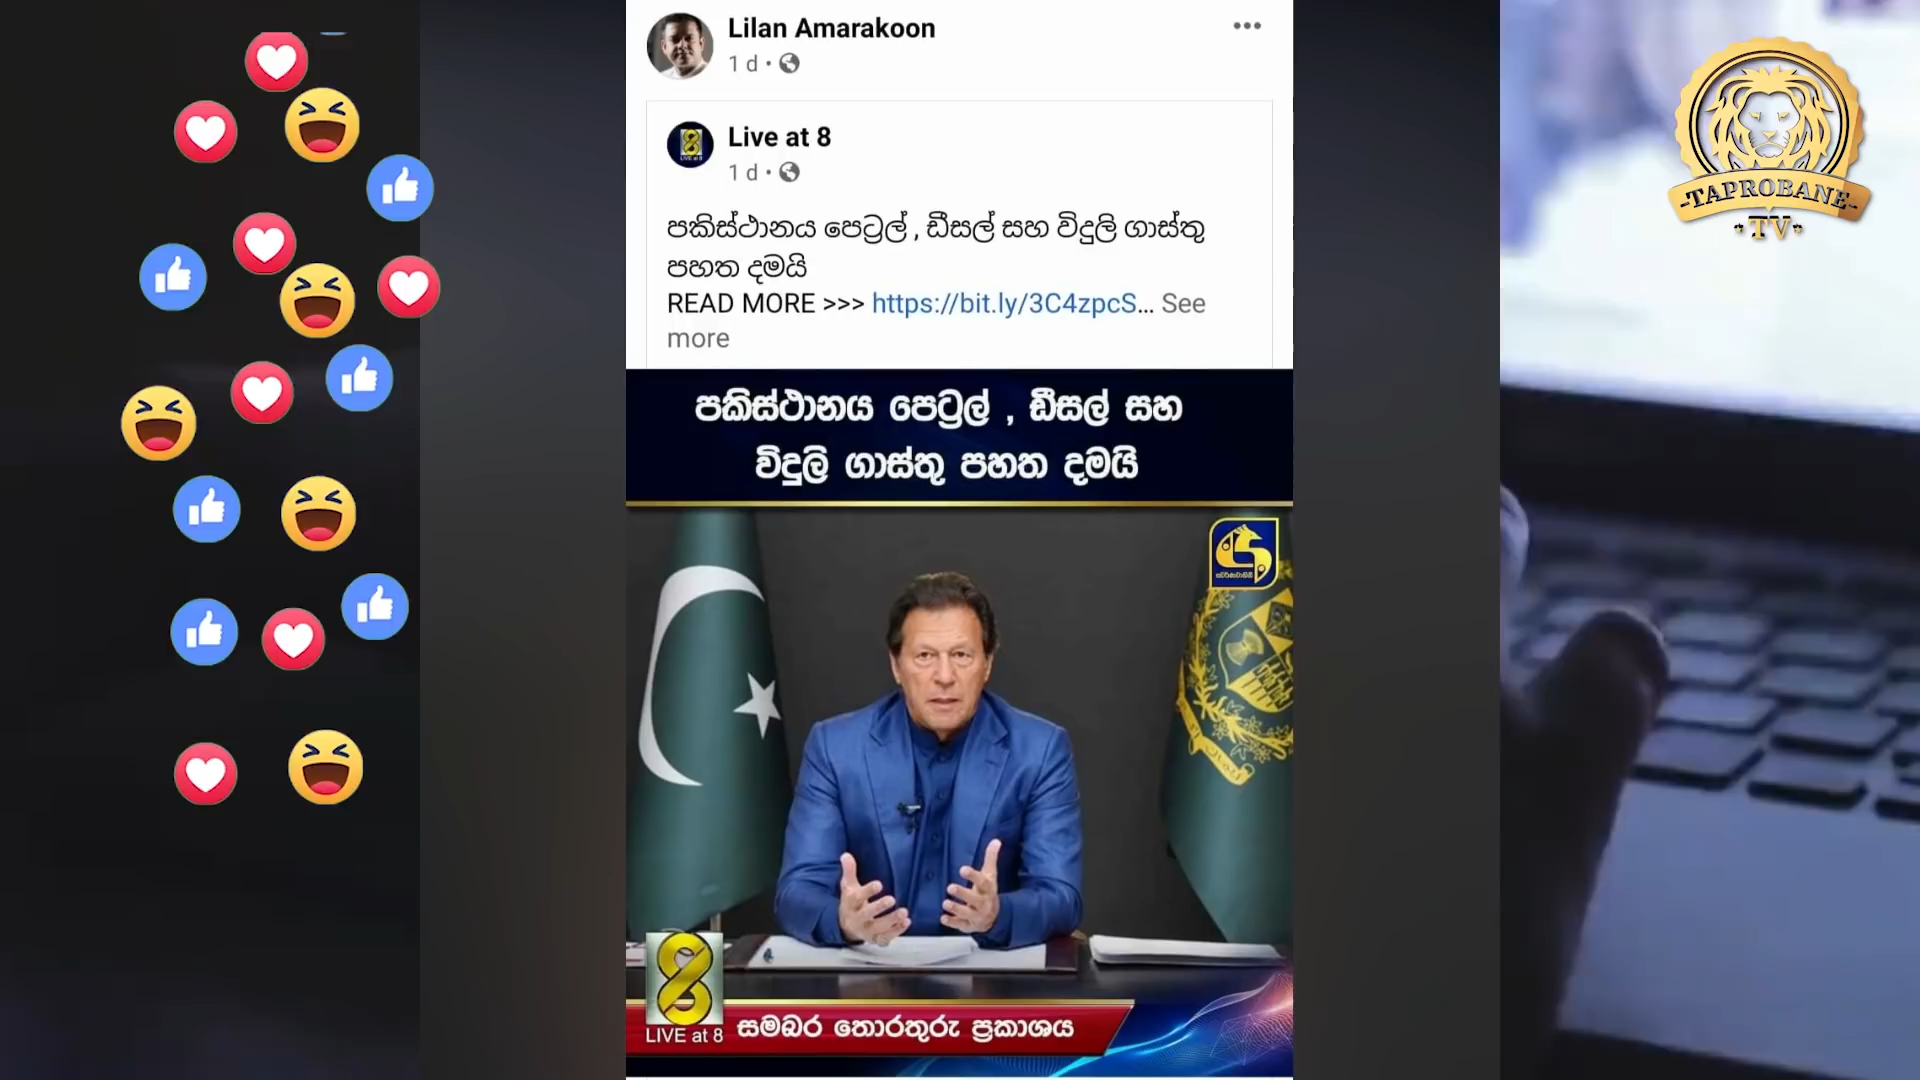 Lilan Amarakoon
1 d
Live at 8
1 d
පකිස්ථානය පෙට්‍රල් , ඩීසල් සහ විදුලි ගාස්තු
පහත දමයි
READ MORE >>> https://bit.ly/3C4zpcS... See
more
පකිස්ථානය පෙට්‍රල් , ඩීසල් සහ
විදුලි ගාස්තු පහත දමයි
TAPROBANE
TV
8
LIVE at 8
සමබර තොරතුරු ප්‍රකාශය